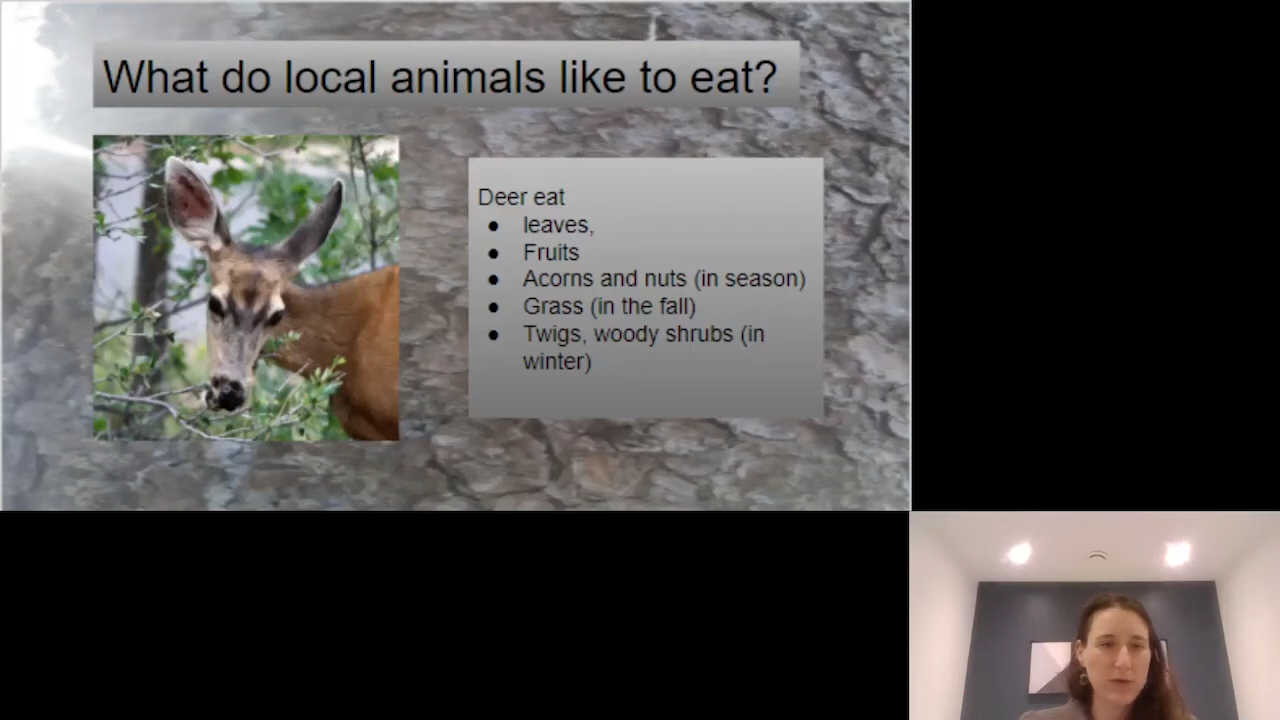 What do local animals like to eat?
Deer eat
● leaves,
● Fruits
● Acorns and nuts (in season)
● Grass (in the fall)
● Twigs, woody shrubs (in
winter)